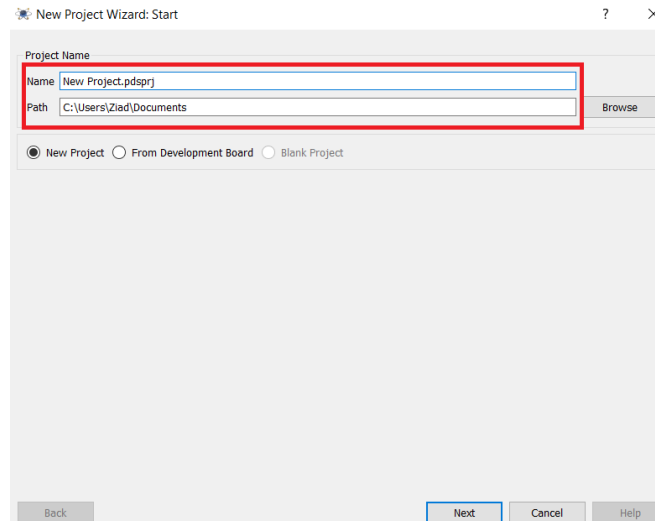 New Project Wizard: Start ?
Project Name
Name New Project.pdsprj
Path C:\Users\Ziad\Documents Browse
New Project From Development Board Blank Project
Back Next Cancel Help